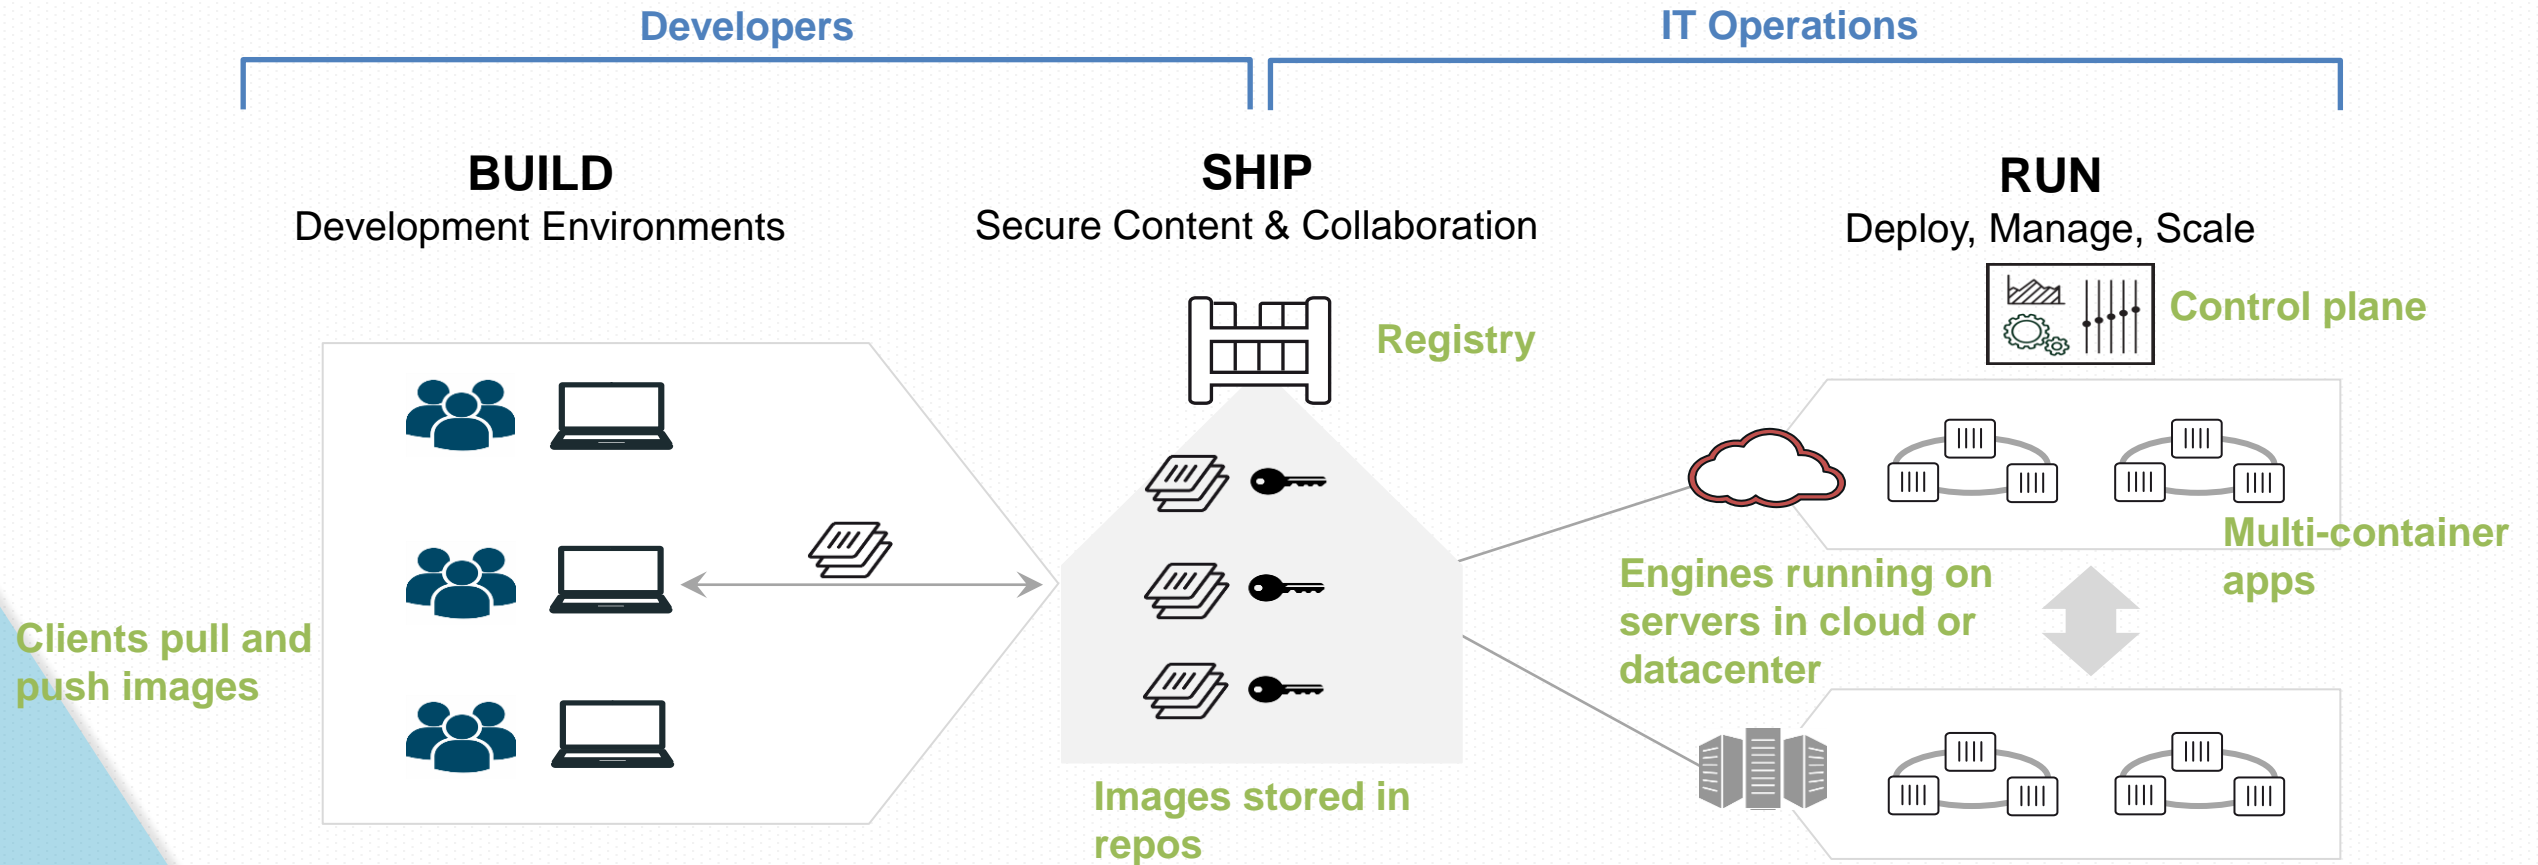 Developers
IT Operations
BUILD
Development Environments
SHIP
Secure Content & Collaboration
RUN
Deploy, Manage, Scale
Registry
Control plane
Clients pull and
push images
Images stored in
repos
Engines running on
servers in cloud or
datacenter
Multi-container
apps